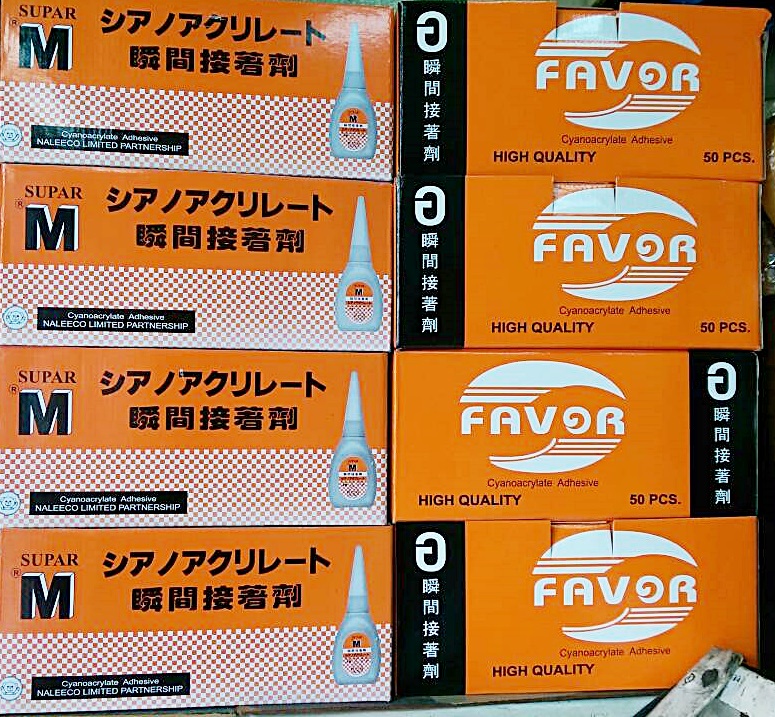 SUPAR
M
®
シアノアクリレート
瞬間接着劑
M
Cyanoacrylate Adhesive
NALEECO LIMITED PARTNERSHIP
瞬間接著劑
FAVOR
Cyanoacrylate Adhesive
HIGH QUALITY
50 PCS.
SUPAR
M
®
シアノアクリレート
瞬間接着劑
M
Cyanoacrylate Adhesive
NALEECO LIMITED PARTNERSHIP
瞬間接著劑
FAVOR
Cyanoacrylate Adhesive
HIGH QUALITY
50 PCS.
SUPAR
M
®
シアノアクリレート
瞬間接着劑
M
Cyanoacrylate Adhesive
NALEECO LIMITED PARTNERSHIP
FAVOR
Cyanoacrylate Adhesive
HIGH QUALITY
50 PCS.
瞬間接著劑
SUPAR
M
®
シアノアクリレート
瞬間接着劑
M
Cyanoacrylate Adhesive
NALEECO LIMITED PARTNERSHIP
瞬間接著劑
FAVOR
Cyanoacrylate Adhesive
HIGH QUALITY